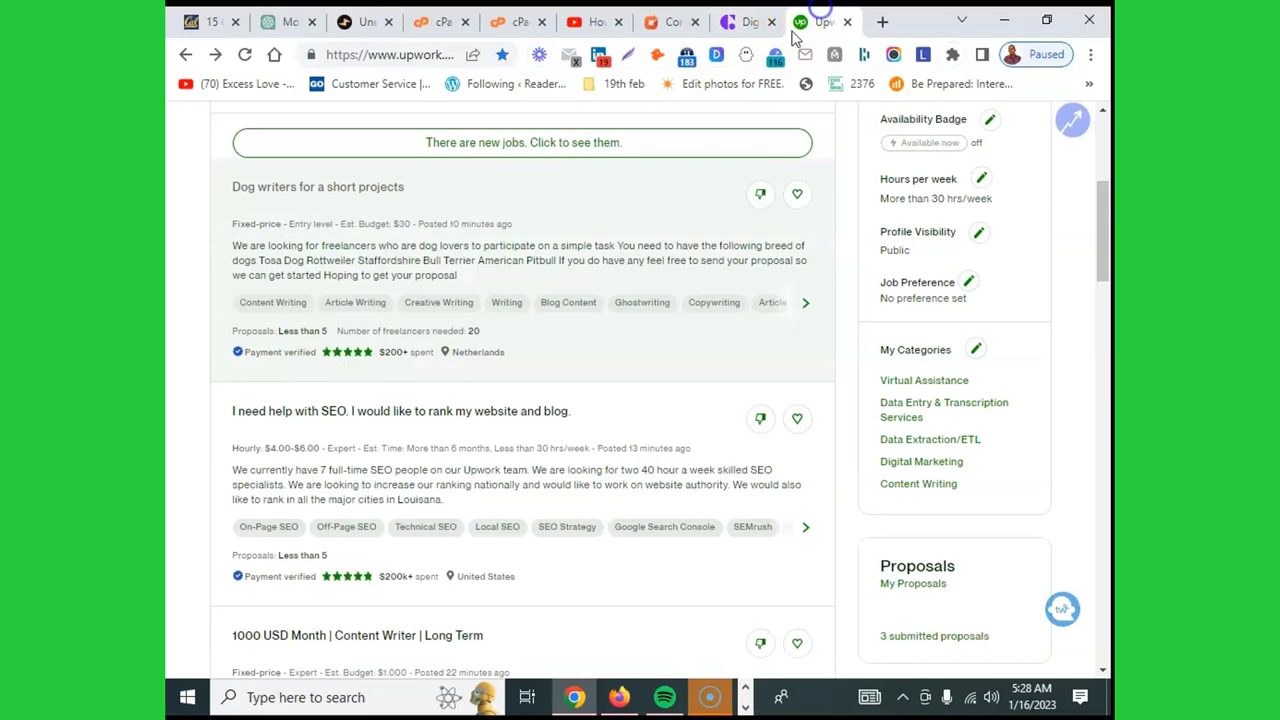 15
Mo
Une
cPa
cPa
Hov
Cor
Dig
Upw
https://www.upwork....
Paused
X
19
183
D
116
L
(70) Excess Love -...
GO Customer Service |...
Following ‹ Reader...
19th feb
Edit photos for FREE.
2376
Be Prepared: Intere...
There are new jobs. Click to see them.
Dog writers for a short projects
Fixed-price - Entry level - Est. Budget: $30 - Posted 10 minutes ago
We are looking for freelancers who are dog lovers to participate on a simple task You need to have the following breed of
dogs Tosa Dog Rottweiler Staffordshire Bull Terrier American Pitbull If you do have any feel free to send your proposal so
we can get started Hoping to get your proposal
Content Writing Article Writing Creative Writing Writing Blog Content Ghostwriting Copywriting Article
Proposals: Less than 5 Number of freelancers needed: 20
Payment verified $200+ spent Netherlands
I need help with SEO. I would like to rank my website and blog.
Hourly: $4.00-$6.00 - Expert - Est. Time: More than 6 months, Less than 30 hrs/week - Posted 13 minutes ago
We currently have 7 full-time SEO people on our Upwork team. We are looking for two 40 hour a week skilled SEO
specialists. We are looking to increase our ranking nationally and would like to work on website authority. We would also
like to rank in all the major cities in Louisana.
On-Page SEO Off-Page SEO Technical SEO Local SEO SEO Strategy Google Search Console SEMrush
Proposals: Less than 5
Payment verified $200k+ spent United States
1000 USD Month | Content Writer | Long Term
Fixed-price - Expert - Est. Budget: $1,000 - Posted 22 minutes ago
Availability Badge
Available now off
Hours per week
More than 30 hrs/week
Profile Visibility
Public
Job Preference
No preference set
My Categories
Virtual Assistance
Data Entry & Transcription
Services
Data Extraction/ETL
Digital Marketing
Content Writing
Proposals
My Proposals
3 submitted proposals
Type here to search
5:28 AM
1/16/2023